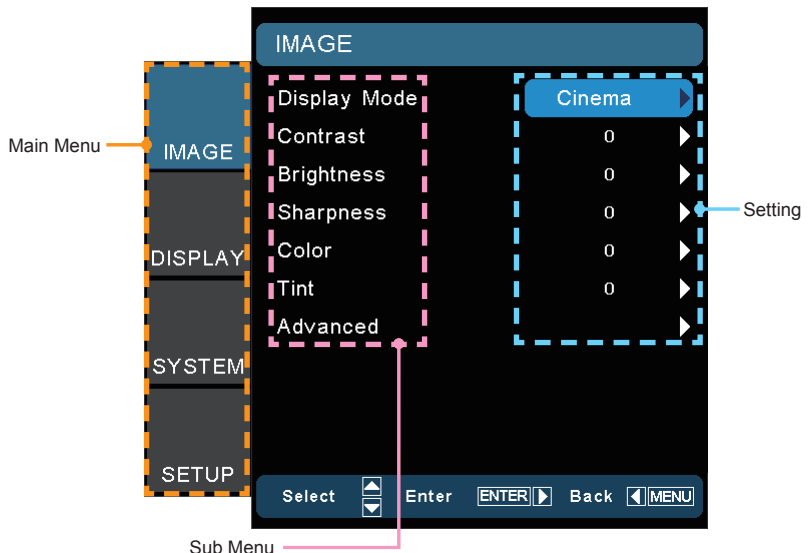 IMAGE
Main Menu
IMAGE
DISPLAY
SYSTEM
SETUP
Display Mode Cinema
Contrast 0
Brightness 0
Sharpness 0
Color 0
Tint 0
Advanced
Setting
Select Enter ENTER Back MENU
Sub Menu